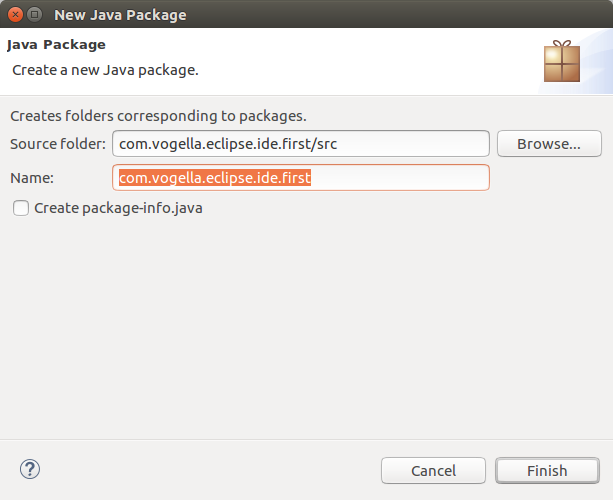 New Java Package
Java Package
Create a new Java package.
Creates folders corresponding to packages.
Source folder: com.vogella.eclipse.ide.first/src Browse...
Name: com.vogella.eclipse.ide.first
Create package-info.java
? Cancel Finish